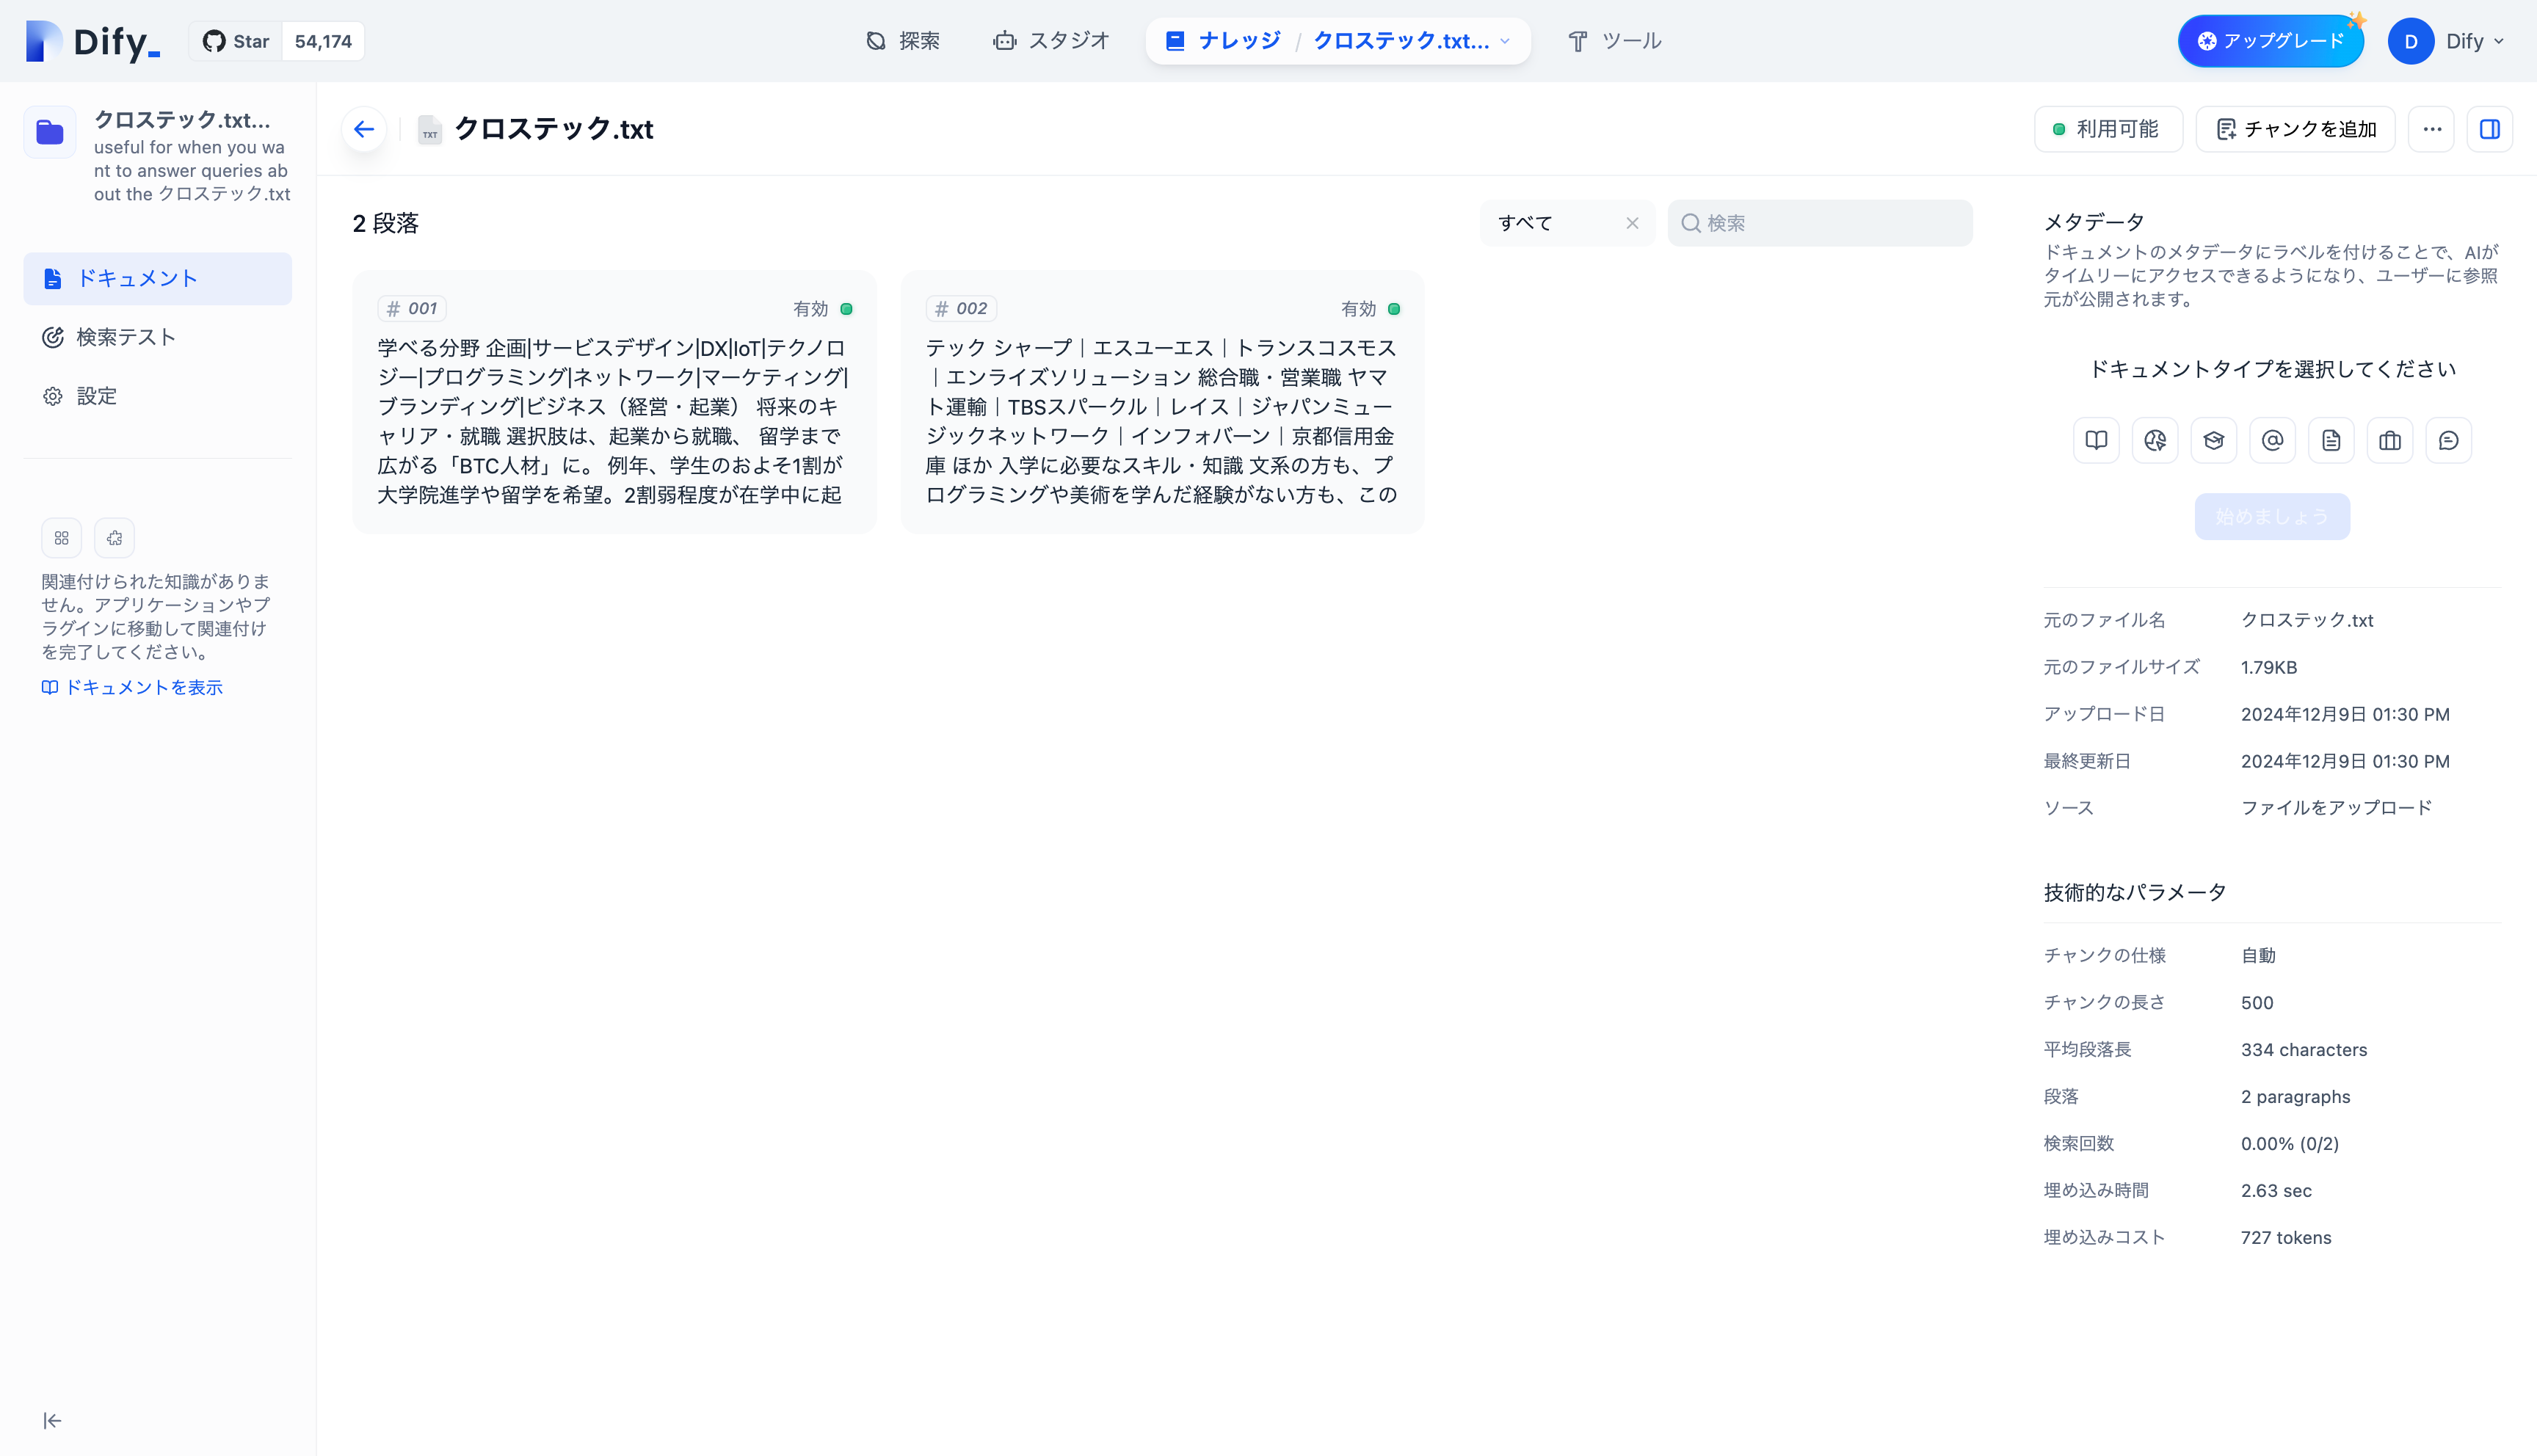 Dify_
Star 54,174
探索
スタジオ
ナレッジ / クロステック.txt...
ツール
アップグレード
D Dify
クロステック.txt...
useful for when you wa
nt to answer queries ab
out the クロステック.txt
ドキュメント
検索テスト
設定
関連付けられた知識がありま
せん。アプリケーションやプ
ラグインに移動して関連付け
を完了してください。
ドキュメントを表示
TXT クロステック.txt
利用可能
チャンクを追加
2 段落
すべて
検索
# 001 有効
学べる分野 企画|サービスデザイン|DX|IoT|テクノロ
ジー|プログラミング|ネットワーク|マーケティング|
ブランディング|ビジネス（経営・起業） 将来のキ
ャリア・就職 選択肢は、起業から就職、 留学まで
広がる「BTC人材」に。 例年、学生のおよそ1割が
大学院進学や留学を希望。2割弱程度が在学中に起
# 002 有効
テック シャープ｜エスユーエス｜トランスコスモス
｜エンライズソリューション 総合職・営業職 ヤマ
ト運輸｜TBSスパークル｜レイス｜ジャパンミュー
ジックネットワーク｜インフォバーン｜京都信用金
庫 ほか 入学に必要なスキル・知識 文系の方も、プ
ログラミングや美術を学んだ経験がない方も、この
メタデータ
ドキュメントのメタデータにラベルを付けることで、AIが
タイムリーにアクセスできるようになり、ユーザーに参照
元が公開されます。
ドキュメントタイプを選択してください
始めましょう
元のファイル名 クロステック.txt
元のファイルサイズ 1.79KB
アップロード日 2024年12月9日 01:30 PM
最終更新日 2024年12月9日 01:30 PM
ソース ファイルをアップロード
技術的なパラメータ
チャンクの仕様 自動
チャンクの長さ 500
平均段落長 334 characters
段落 2 paragraphs
検索回数 0.00% (0/2)
埋め込み時間 2.63 sec
埋め込みコスト 727 tokens